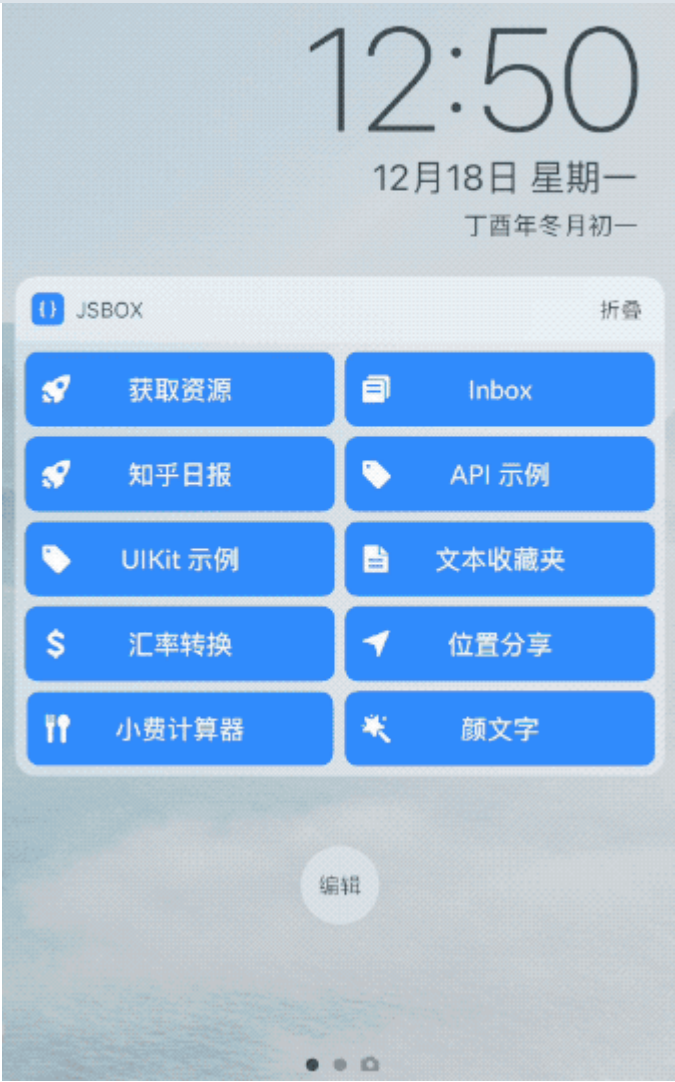 12:50
12月18日 星期一
丁酉年冬月初一
JSBOX 折叠
获取资源 Inbox
知乎日报 API 示例
UIKit 示例 文本收藏夹
$ 汇率转换 位置分享
小费计算器 颜文字
编辑